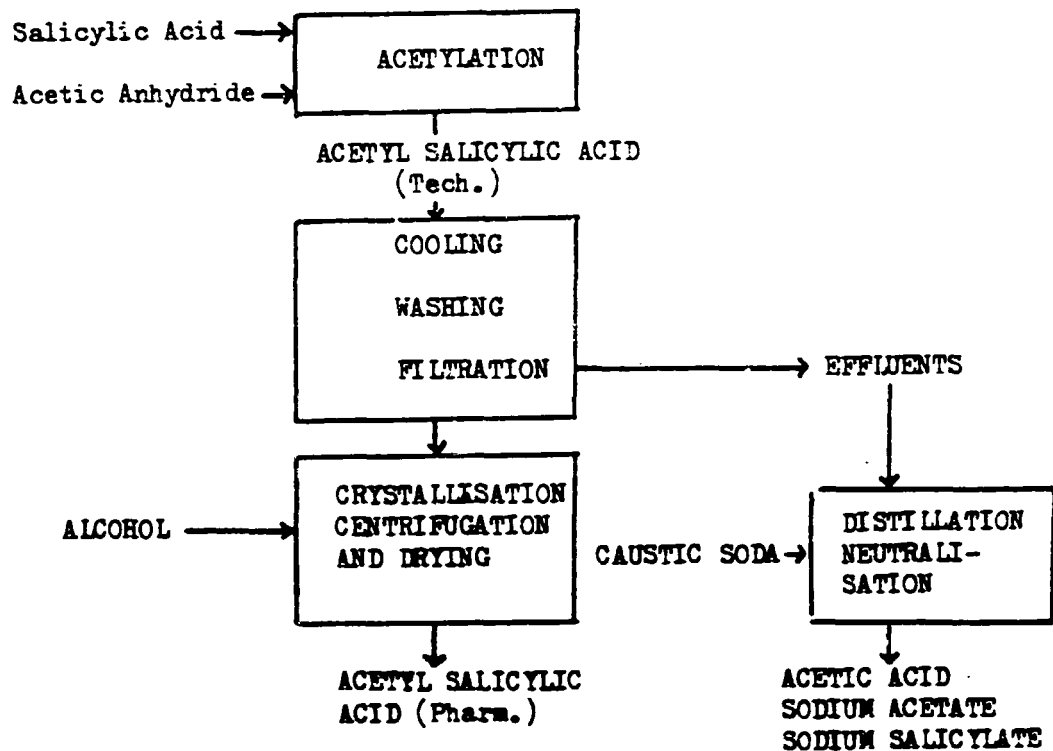 Salicylic Acid
ACETYLATION
Acetic Anhydride
ACETYL SALICYLIC ACID
(Tech.)
COOLING
WASHING
FILTRATION
EFFLUENTS
CRYSTALLISATION
CENTRIFUGATION
AND DRYING
ALCOHOL
DISTILLATION
NEUTRALI-
SATION
CAUSTIC SODA
ACETYL SALICYLIC
ACID (Pharm.)
ACETIC ACID
SODIUM ACETATE
SODIUM SALICYLATE